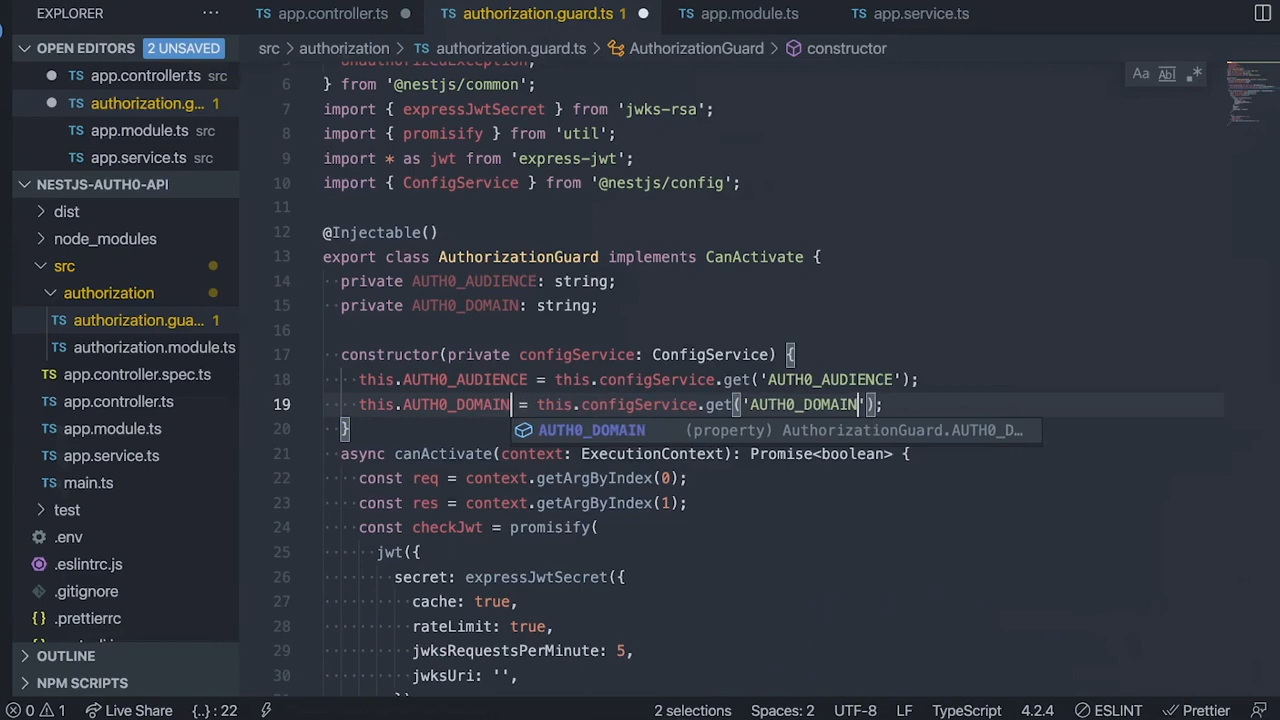 EXPLORER
···
app.controller.ts
authorization.guard.ts 1
app.module.ts
app.service.ts
OPEN EDITORS 2 UNSAVED
app.controller.ts src
authorization.g... 1
app.module.ts src
app.service.ts src
NESTJS-AUTH0-API
dist
node_modules
src
authorization
authorization.gua... 1
authorization.module.ts
app.controller.spec.ts
app.controller.ts
app.module.ts
app.service.ts
main.ts
test
.env
.eslintrc.js
.gitignore
.prettierrc
OUTLINE
NPM SCRIPTS
src > authorization > TS authorization.guard.ts > AuthorizationGuard > constructor
Aa Abl .*
UnauthorizedException,
6 } from '@nestjs/common';
7 import { expressJwtSecret } from 'jwks-rsa';
8 import { promisify } from 'util';
9 import * as jwt from 'express-jwt';
10 import { ConfigService } from '@nestjs/config';
11
12 @Injectable()
13 export class AuthorizationGuard implements CanActivate {
14 private AUTH0_AUDIENCE: string;
15 private AUTH0_DOMAIN: string;
16
17 constructor(private configService: ConfigService) {
18 this.AUTH0_AUDIENCE = this.configService.get('AUTH0_AUDIENCE');
19 this.AUTH0_DOMAIN = this.configService.get('AUTH0_DOMAIN');
20 }
AUTH0_DOMAIN (property) AuthorizationGuard.AUTH0_D...
21 async canActivate(context: ExecutionContext): Promise<boolean> {
22 const req = context.getArgByIndex(0);
23 const res = context.getArgByIndex(1);
24 const checkJwt = promisify(
25 jwt({
26 secret: expressJwtSecret({
27 cache: true,
28 rateLimit: true,
29 jwksRequestsPerMinute: 5,
30 jwksUri: '',
0 1 Live Share {..} : 22 2 selections Spaces: 2 UTF-8 LF TypeScript 4.2.4 ESLINT Prettier